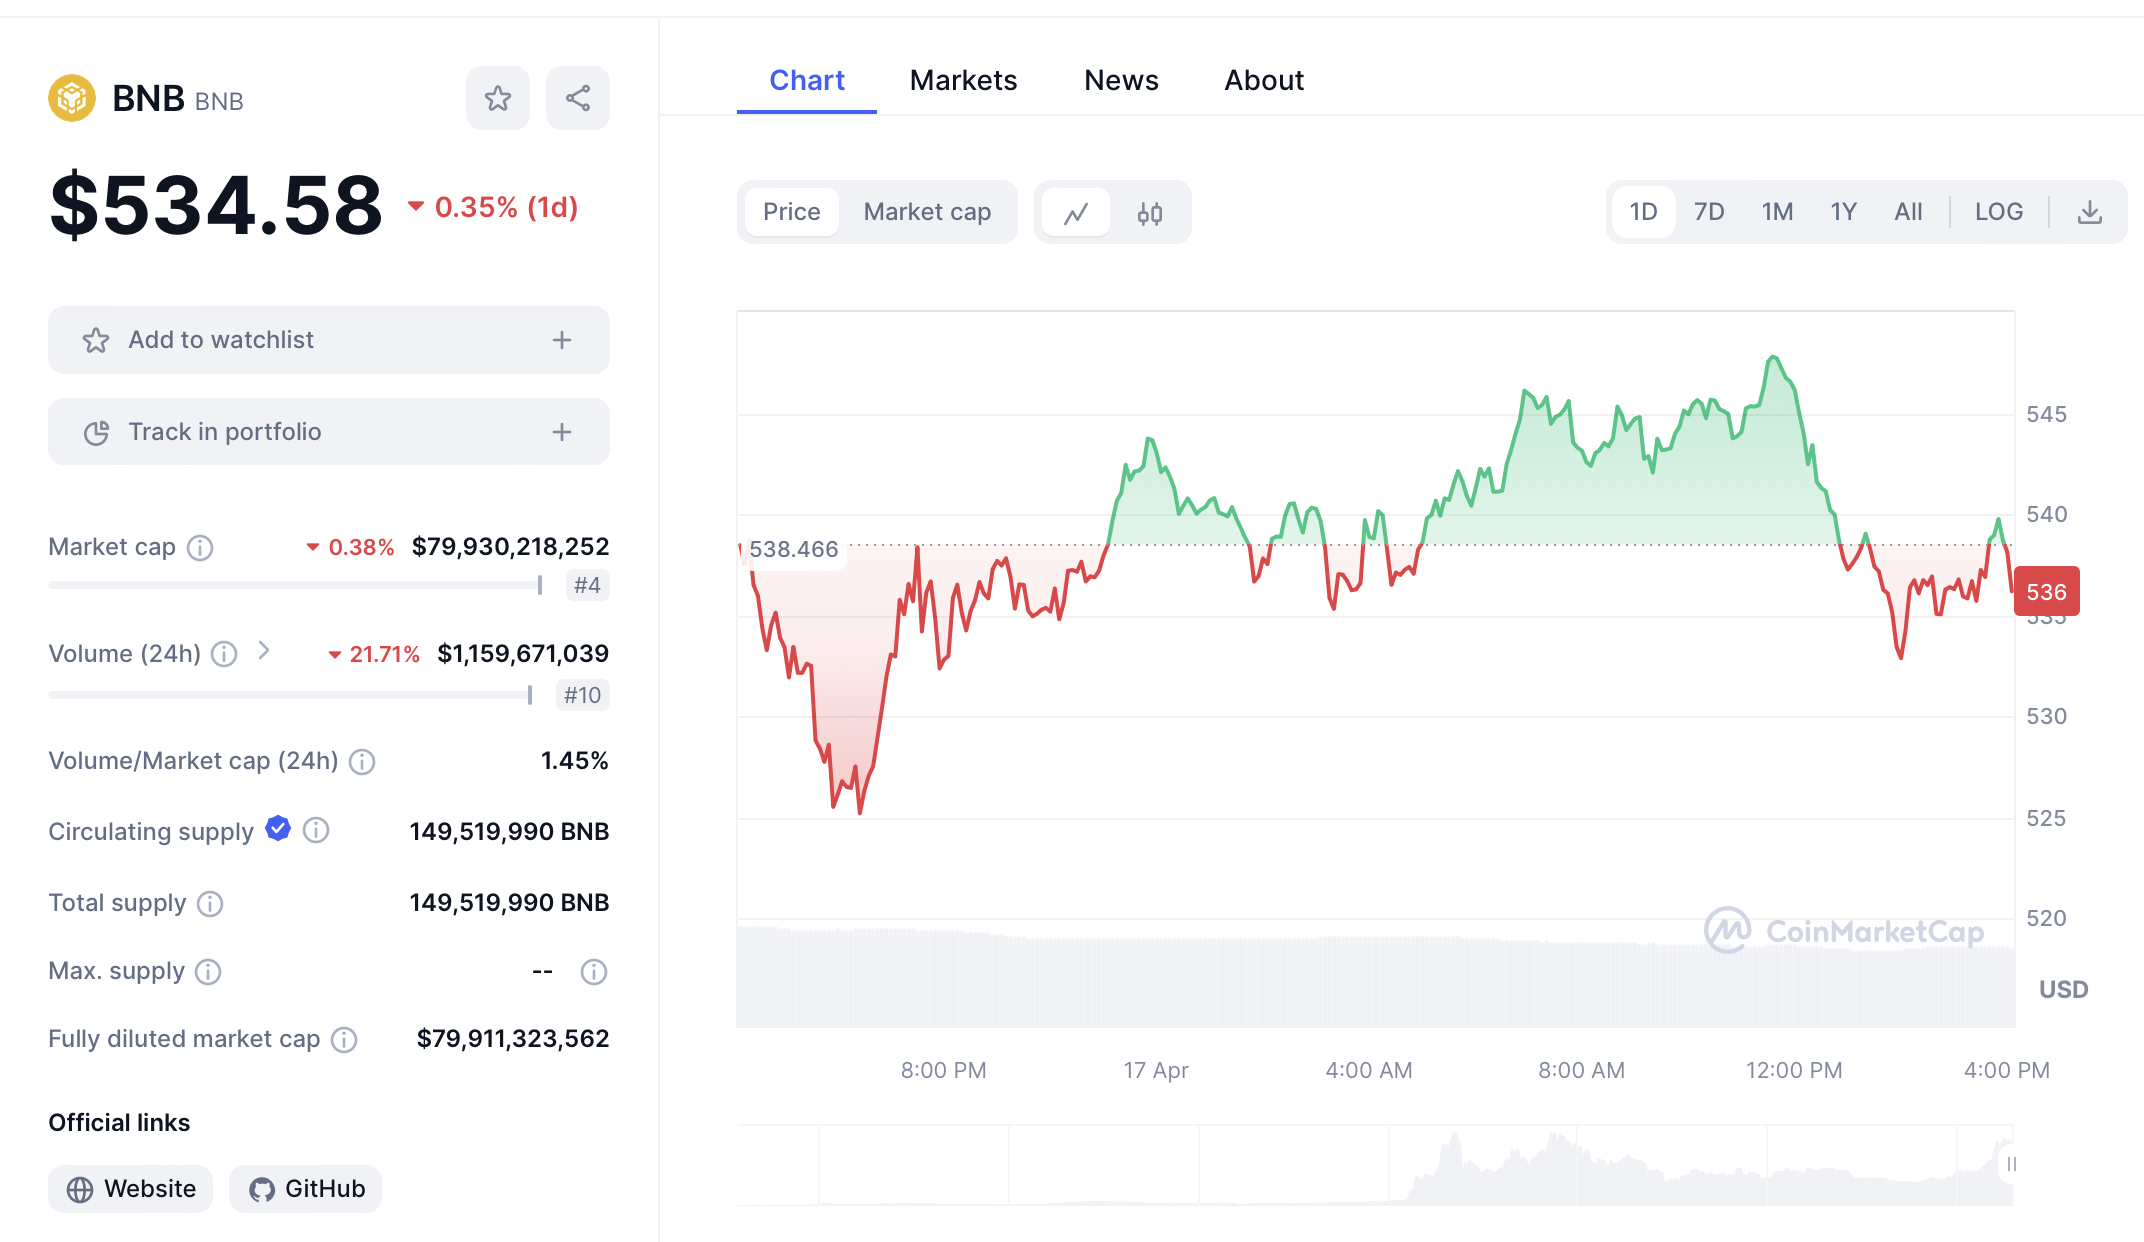 BNB BNB
$534.58 0.35% (1d)
Add to watchlist
Track in portfolio
Market cap 0.38% $79,930,218,252
#4
Volume (24h) 21.71% $1,159,671,039
#10
Volume/Market cap (24h) 1.45%
Circulating supply 149,519,990 BNB
Total supply 149,519,990 BNB
Max. supply --
Fully diluted market cap $79,911,323,562
Official links
Website GitHub
Chart Markets News About
Price Market cap
1D 7D 1M 1Y All LOG
545
540
538.466
536
535
530
525
520
CoinMarketCap
USD
8:00 PM 17 Apr 4:00 AM 8:00 AM 12:00 PM 4:00 PM